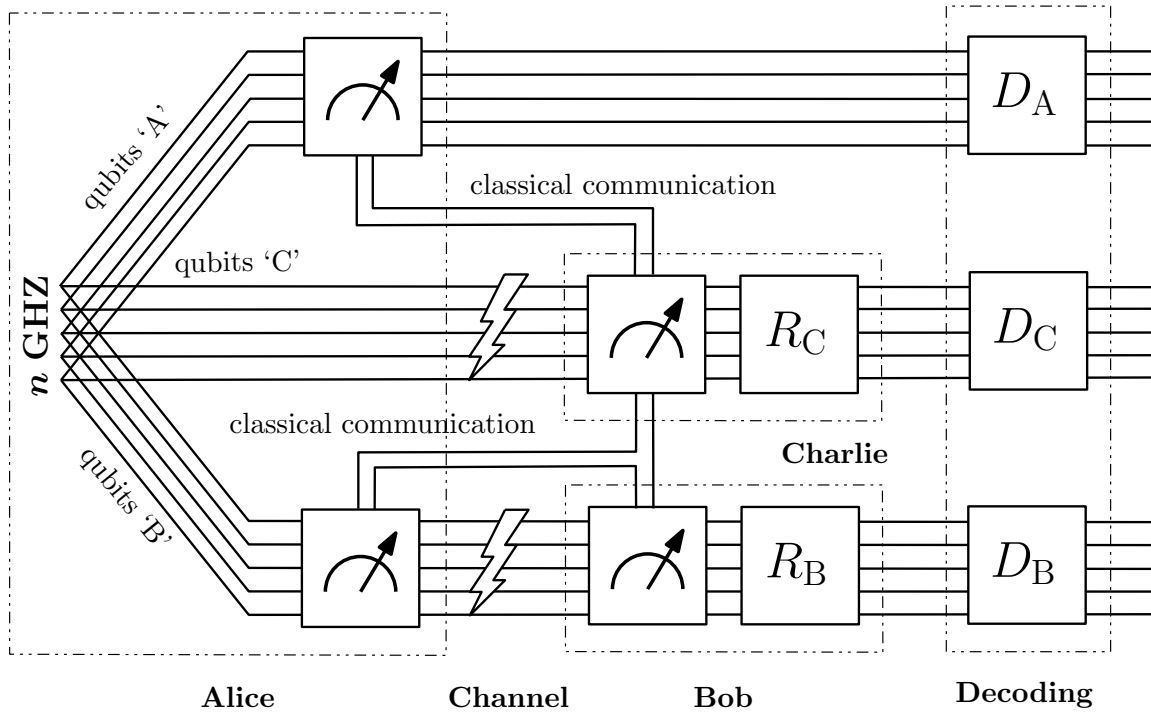 qubits ‘A’
D_A
classical communication
qubits ‘C’
n GHZ
R_C
D_C
classical communication
Charlie
qubits ‘B’
R_B
D_B
Alice
Channel
Bob
Decoding